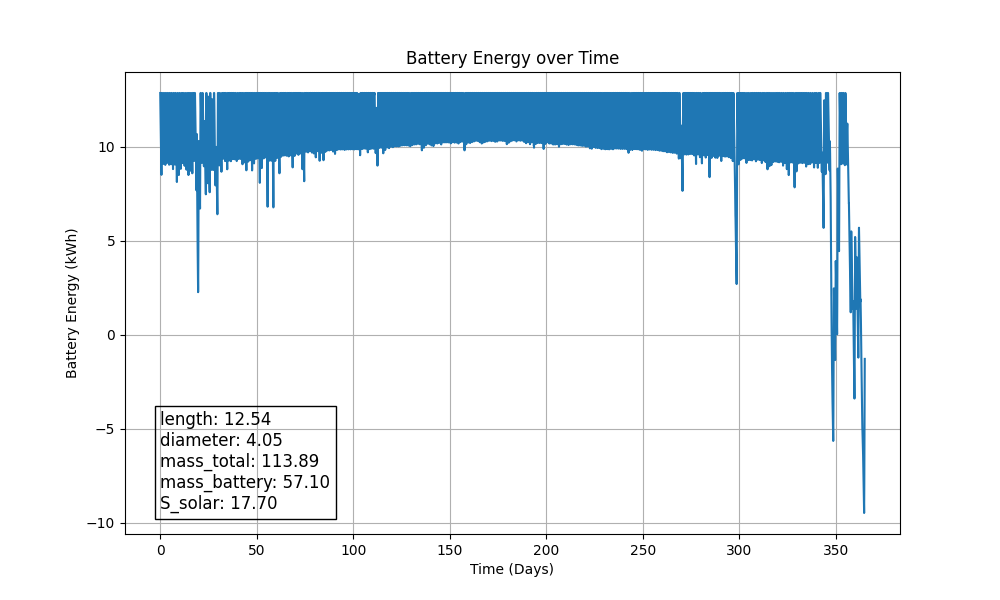 Battery Energy over Time
Battery Energy (kWh)
10
5
0
−5
−10
length: 12.54
diameter: 4.05
mass_total: 113.89
mass_battery: 57.10
S_solar: 17.70
0 50 100 150 200 250 300 350
Time (Days)